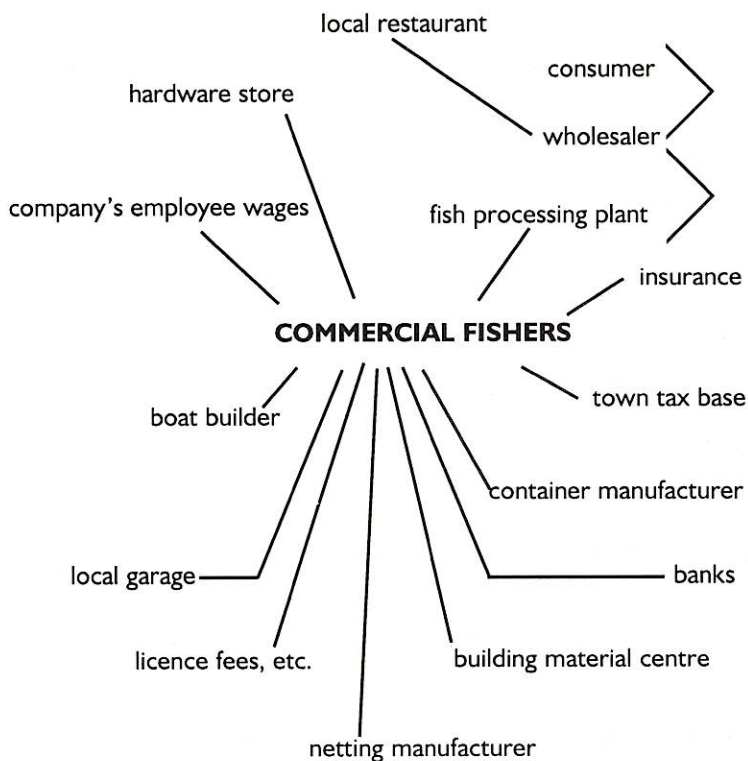 local restaurant
consumer
hardware store
wholesaler
company's employee wages
fish processing plant
insurance
COMMERCIAL FISHERS
boat builder
town tax base
container manufacturer
local garage
banks
licence fees, etc.
building material centre
netting manufacturer